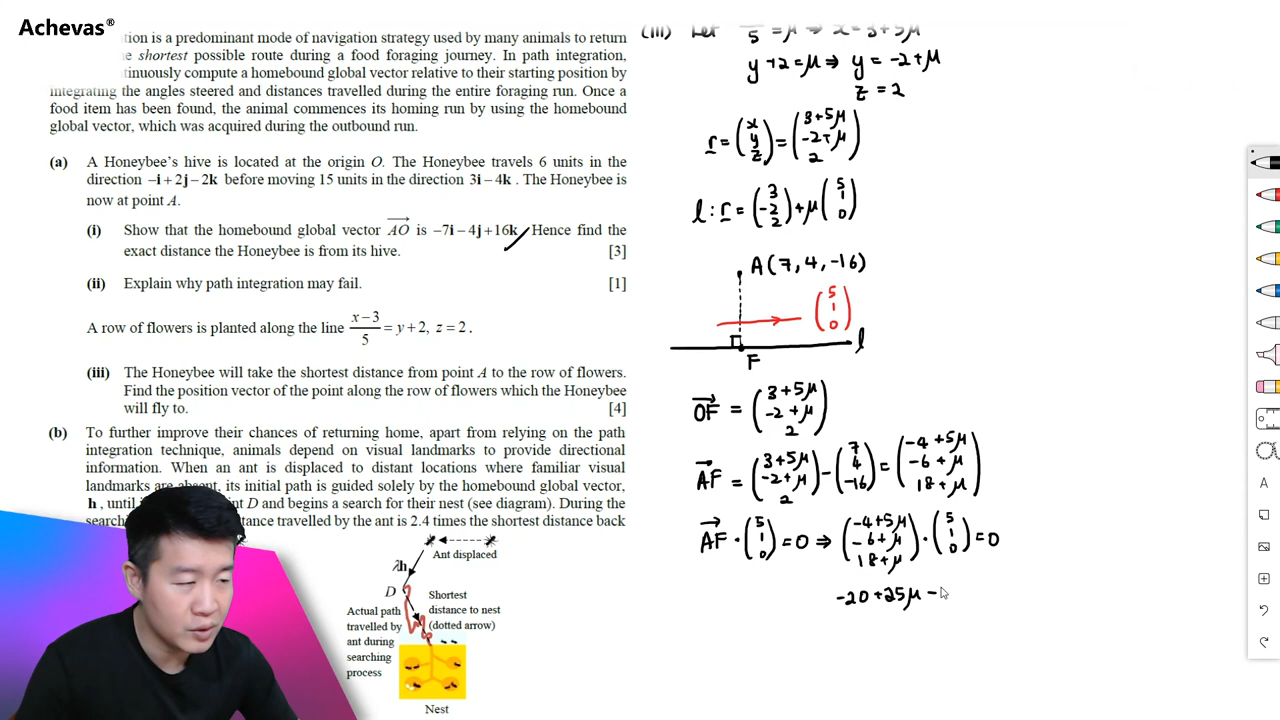 Achevas®
tion is a predominant mode of navigation strategy used by many animals to return
e shortest possible route during a food foraging journey. In path integration,
tinuously compute a homebound global vector relative to their starting position by
integrating the angles steered and distances travelled during the entire foraging run. Once a
food item has been found, the animal commences its homing run by using the homebound
global vector, which was acquired during the outbound run.
(a) A Honeybee's hive is located at the origin O. The Honeybee travels 6 units in the
direction −i+2j−2k before moving 15 units in the direction 3i−4k. The Honeybee is
now at point A.
(i) Show that the homebound global vector AO→ is −7i−4j+16k. Hence find the
exact distance the Honeybee is from its hive. [3]
(ii) Explain why path integration may fail. [1]
A row of flowers is planted along the line (x−3)/5 = y+2, z=2.
(iii) The Honeybee will take the shortest distance from point A to the row of flowers.
Find the position vector of the point along the row of flowers which the Honeybee
will fly to. [4]
(b) To further improve their chances of returning home, apart from relying on the path
integration technique, animals depend on visual landmarks to provide directional
information. When an ant is displaced to distant locations where familiar visual
landmarks are absent, its initial path is guided solely by the homebound global vector,
h, until nt D and begins a search for their nest (see diagram). During the
search tance travelled by the ant is 2.4 times the shortest distance back
Ant displaced
λh
D
Shortest
distance to nest
(dotted arrow)
Actual path
travelled by
ant during
searching
process
Nest
(iii) Let 5 = μ ⇒ x = 3+5μ
y+2 = μ ⇒ y = -2+μ
z = 2
r = (x y z) = (3+5μ -2+μ 2)
l : r = (3 -2 2) + μ (5 1 0)
A(7, 4, -16)
(5 1 0)
l
F
OF→ = (3+5μ -2+μ 2)
AF→ = (3+5μ -2+μ 2) - (7 4 -16) = (-4+5μ -6+μ 18+μ)
AF→ · (5 1 0) = 0 ⇒ (-4+5μ -6+μ 18+μ) · (5 1 0) = 0
-20+25μ -
A